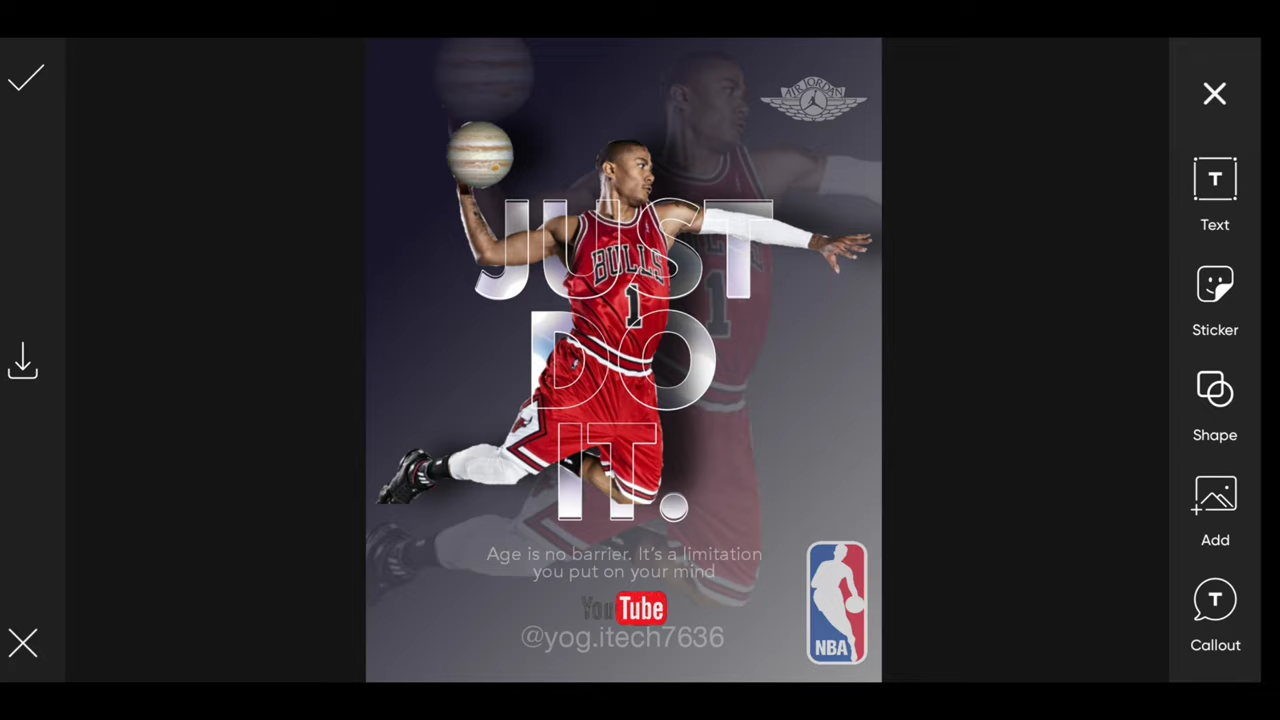 AIR JORDAN
JUST
BULLS
1
DO
IT.
Age is no barrier. It's a limitation
you put on your mind
YouTube
@yog.itech7636
NBA
T
Text
Sticker
Shape
Add
T
Callout